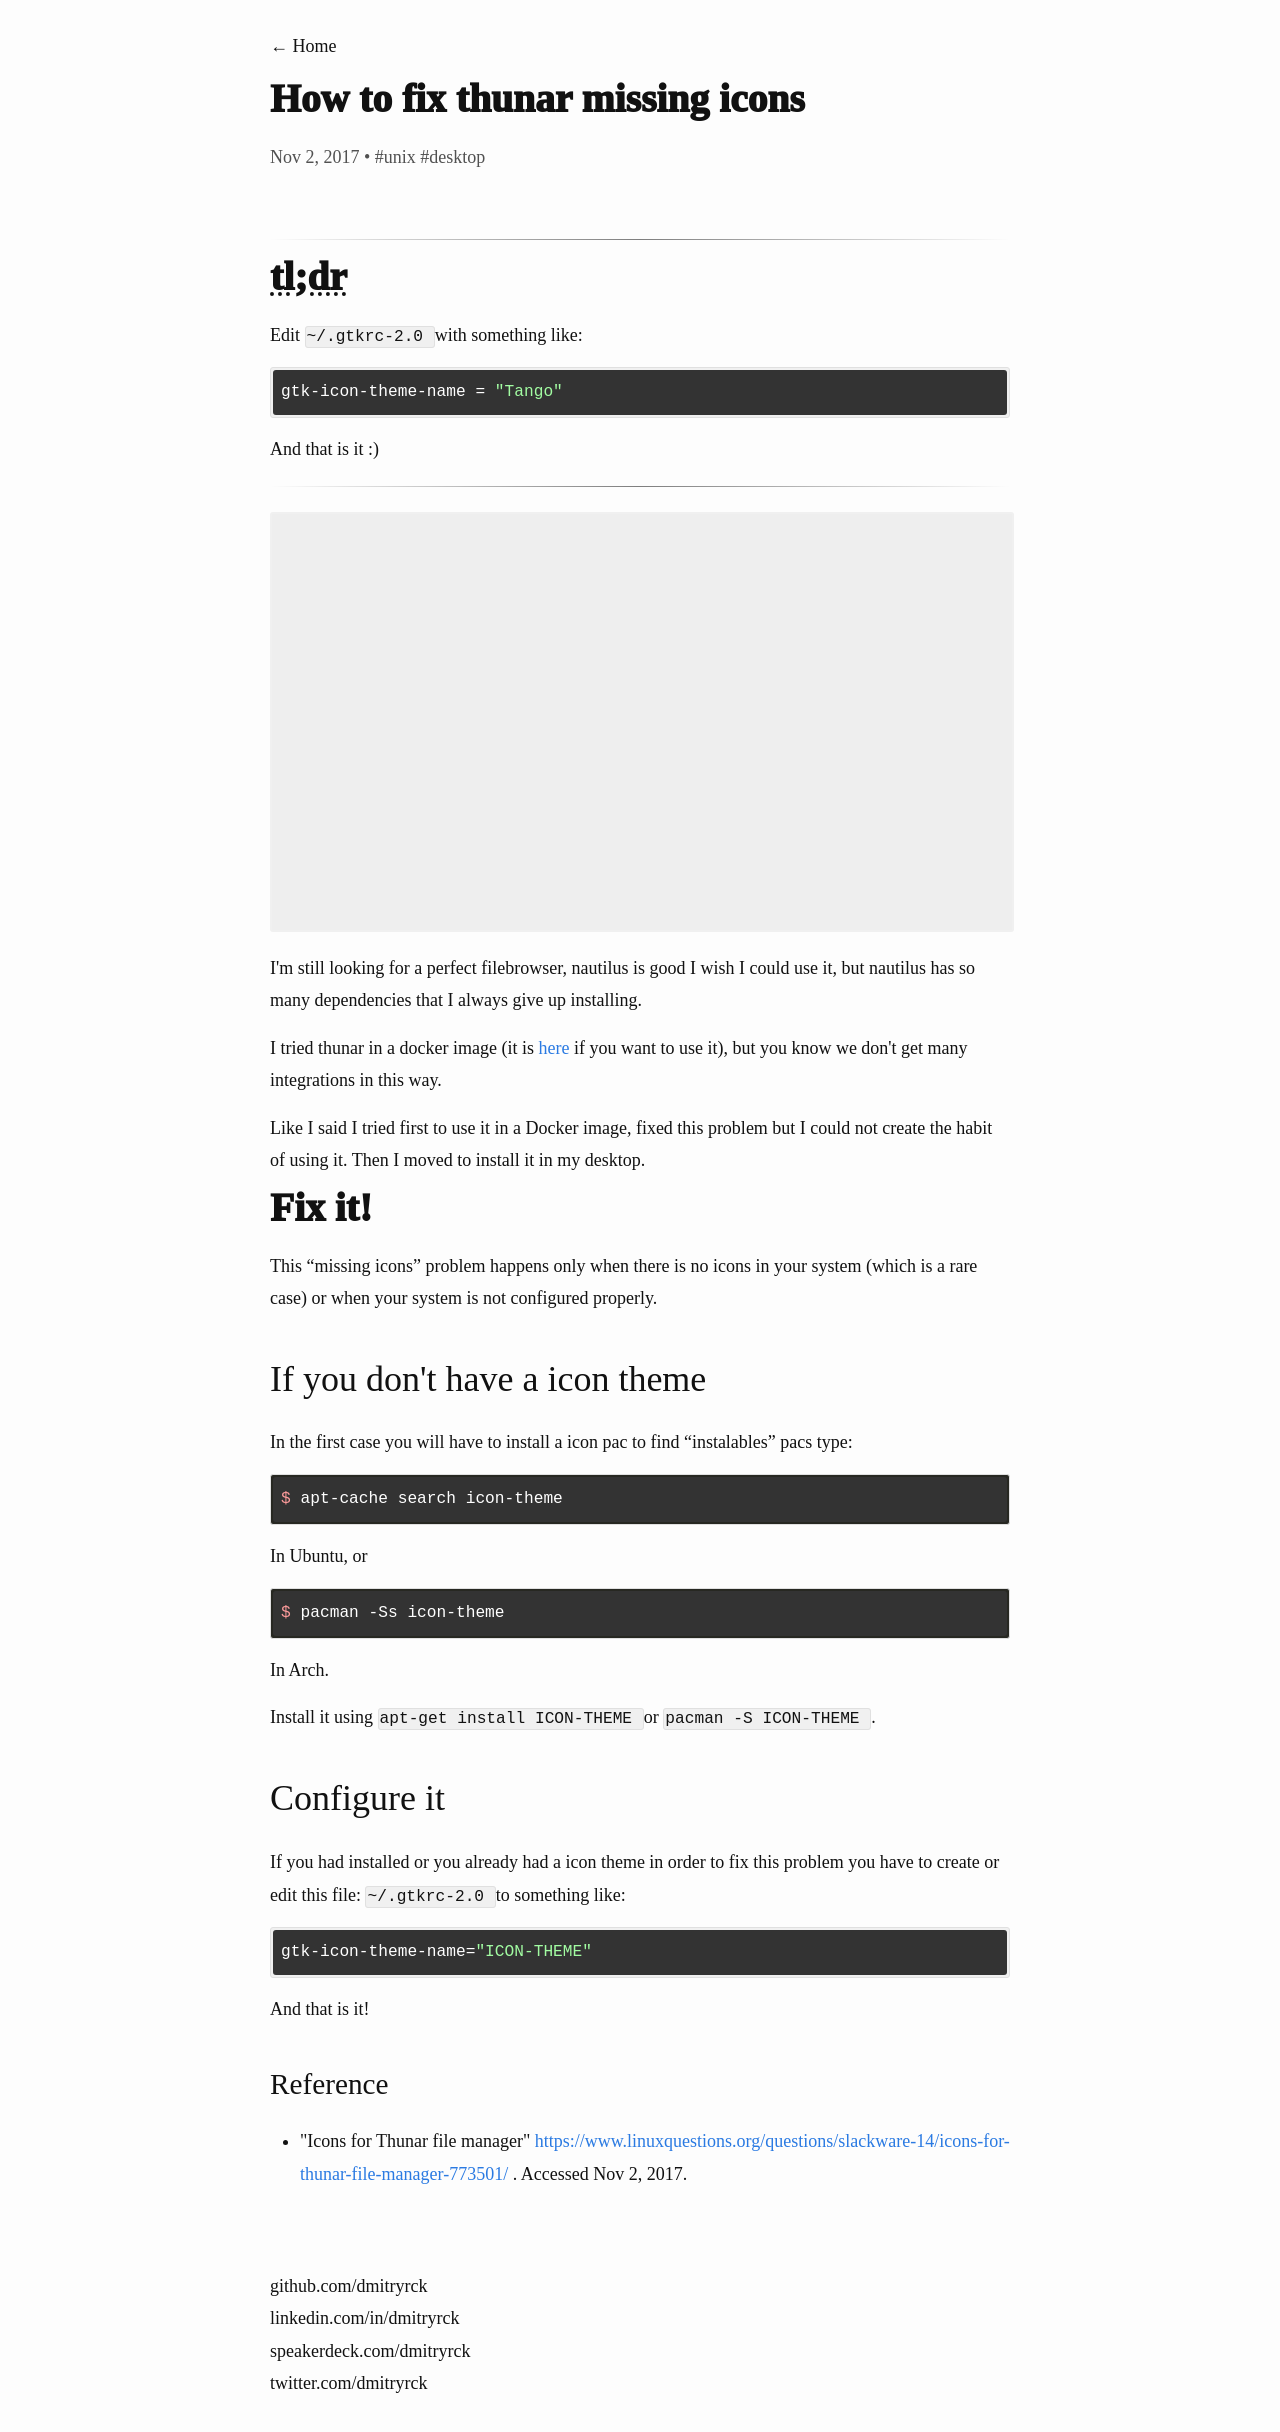 ← Home
How to fix thunar missing icons
Nov 2, 2017 • #unix #desktop
tl;dr
Edit ~/.gtkrc-2.0 with something like:
gtk-icon-theme-name = "Tango"
And that is it :)
I'm still looking for a perfect filebrowser, nautilus is good I wish I could use it, but nautilus has so
many dependencies that I always give up installing.
I tried thunar in a docker image (it is here if you want to use it), but you know we don't get many
integrations in this way.
Like I said I tried first to use it in a Docker image, fixed this problem but I could not create the habit
of using it. Then I moved to install it in my desktop.
Fix it!
This “missing icons” problem happens only when there is no icons in your system (which is a rare
case) or when your system is not configured properly.
If you don't have a icon theme
In the first case you will have to install a icon pac to find “instalables” pacs type:
$ apt-cache search icon-theme
In Ubuntu, or
$ pacman -Ss icon-theme
In Arch.
Install it using apt-get install ICON-THEME or pacman -S ICON-THEME .
Configure it
If you had installed or you already had a icon theme in order to fix this problem you have to create or
edit this file: ~/.gtkrc-2.0 to something like:
gtk-icon-theme-name="ICON-THEME"
And that is it!
Reference
• "Icons for Thunar file manager" https://www.linuxquestions.org/questions/slackware-14/icons-for-
thunar-file-manager-773501/ . Accessed Nov 2, 2017.
github.com/dmitryrck
linkedin.com/in/dmitryrck
speakerdeck.com/dmitryrck
twitter.com/dmitryrck